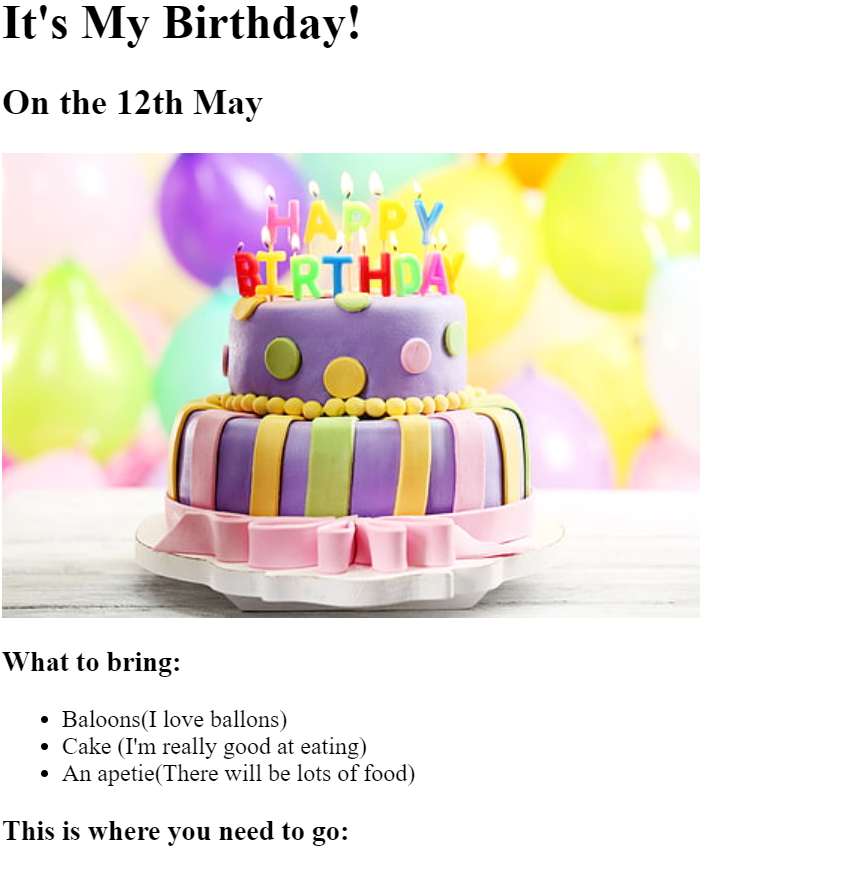 It's My Birthday!
On the 12th May
HAPPY
BIRTHDAY
What to bring:
Baloons(I love ballons)
Cake (I'm really good at eating)
An apetie(There will be lots of food)
This is where you need to go: